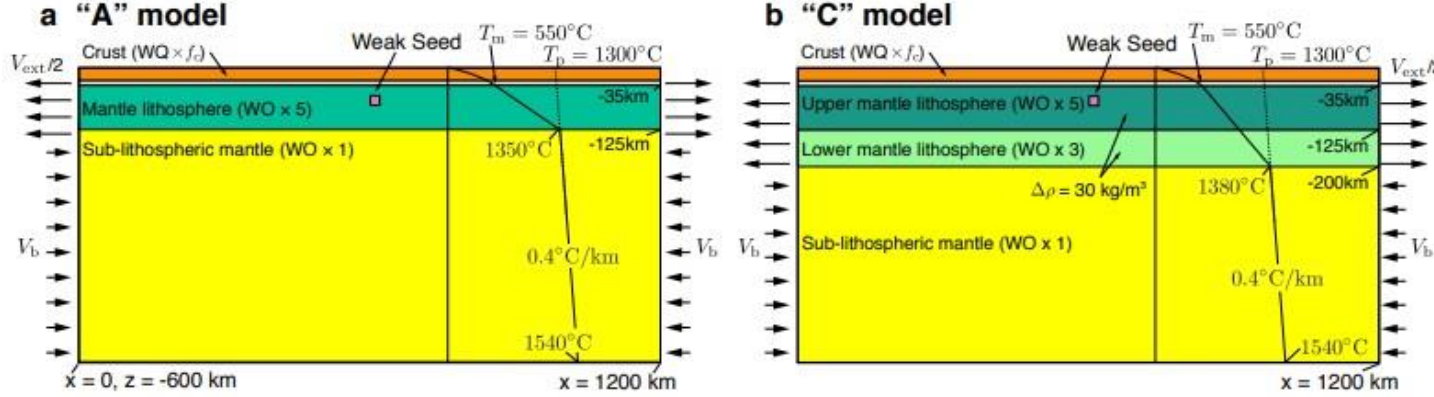 a "A" model
Crust (WQ × fc)
Weak Seed
Tm = 550°C
Tp = 1300°C
Vext/2
-35km
Mantle lithosphere (WO x 5)
-125km
Sub-lithospheric mantle (WO × 1)
1350°C
Vb
Vb
0.4°C/km
1540°C
x = 0, z = -600 km
x = 1200 km
b "C" model
Crust (WQ × fc)
Weak Seed
Tm = 550°C
Tp = 1300°C
Vext/
-35km
Upper mantle lithosphere (WO x 5)
-125km
Lower mantle lithosphere (WO x 3)
1380°C
-200km
Δρ = 30 kg/m³
Sub-lithospheric mantle (WO x 1)
Vb
Vb
0.4°C/km
1540°C
x = 1200 km